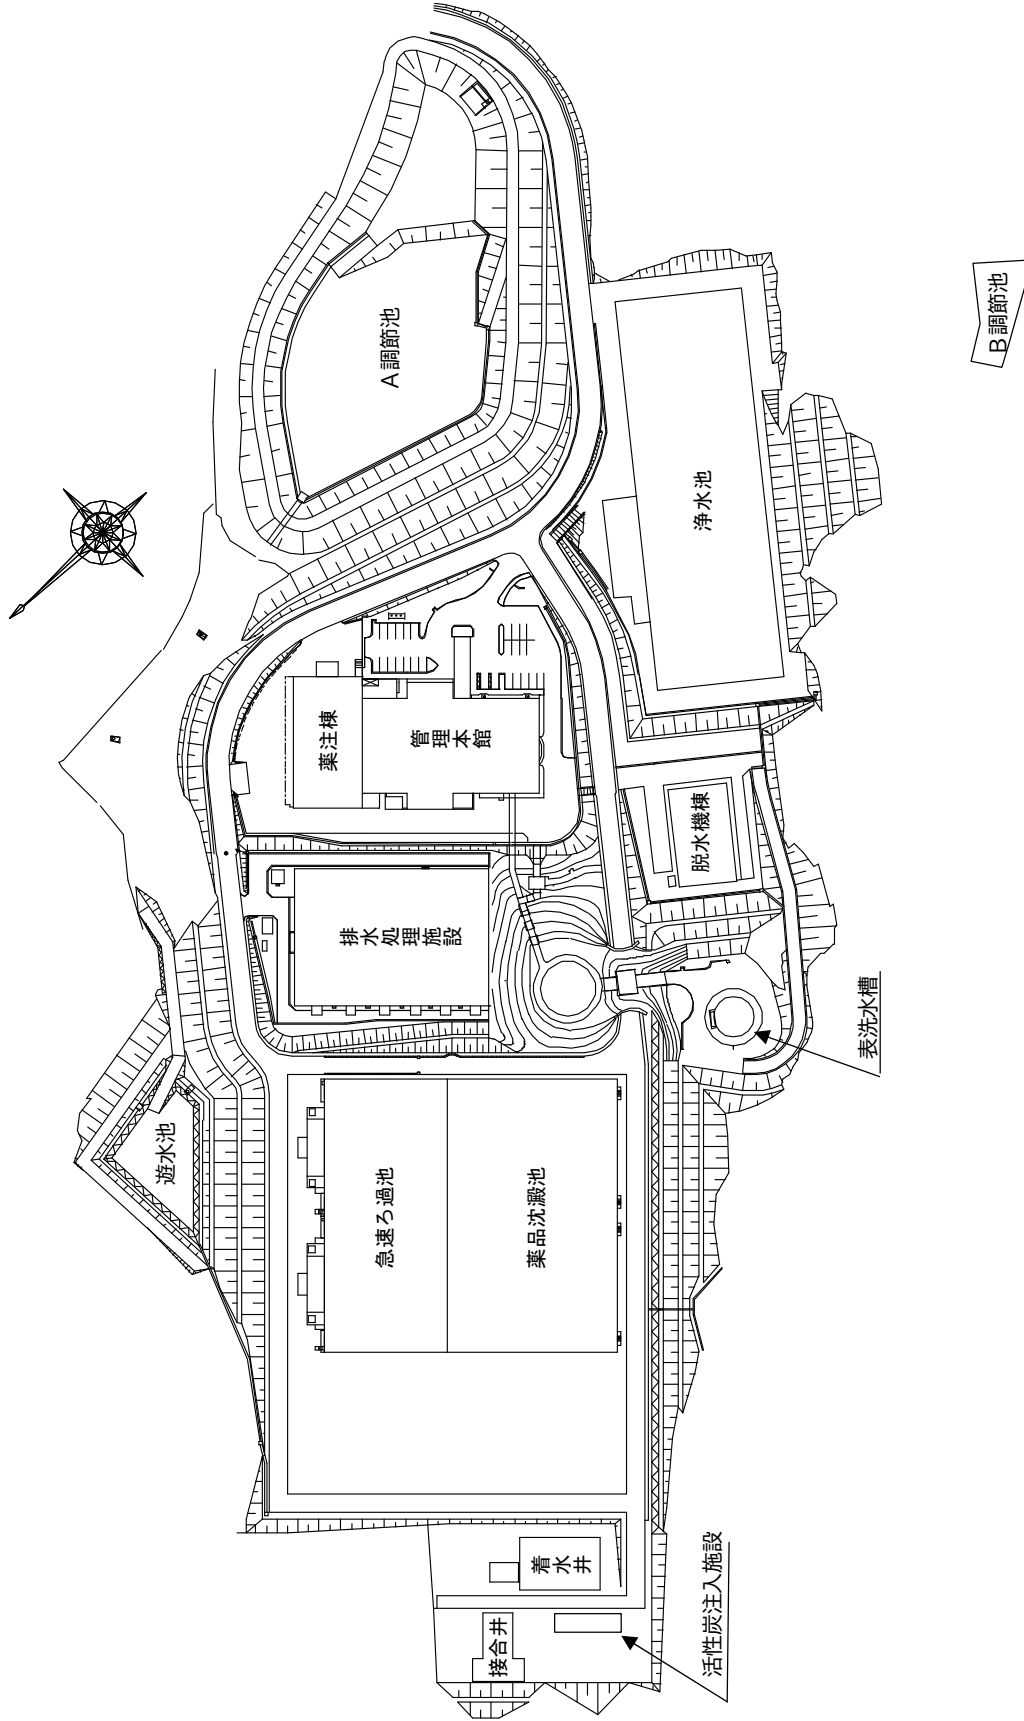 A調節池
B調節池
浄水池
薬注棟
管理本館
脱水機棟
排水処理施設
表洗水槽
遊水池
急速ろ過池
薬品沈澱池
着水井
接合井
活性炭注入施設